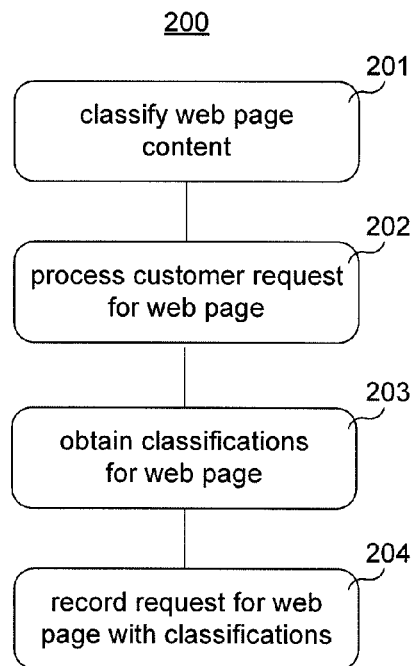 200
201
classify web page
content
202
process customer request
for web page
203
obtain classifications
for web page
204
record request for web
page with classifications